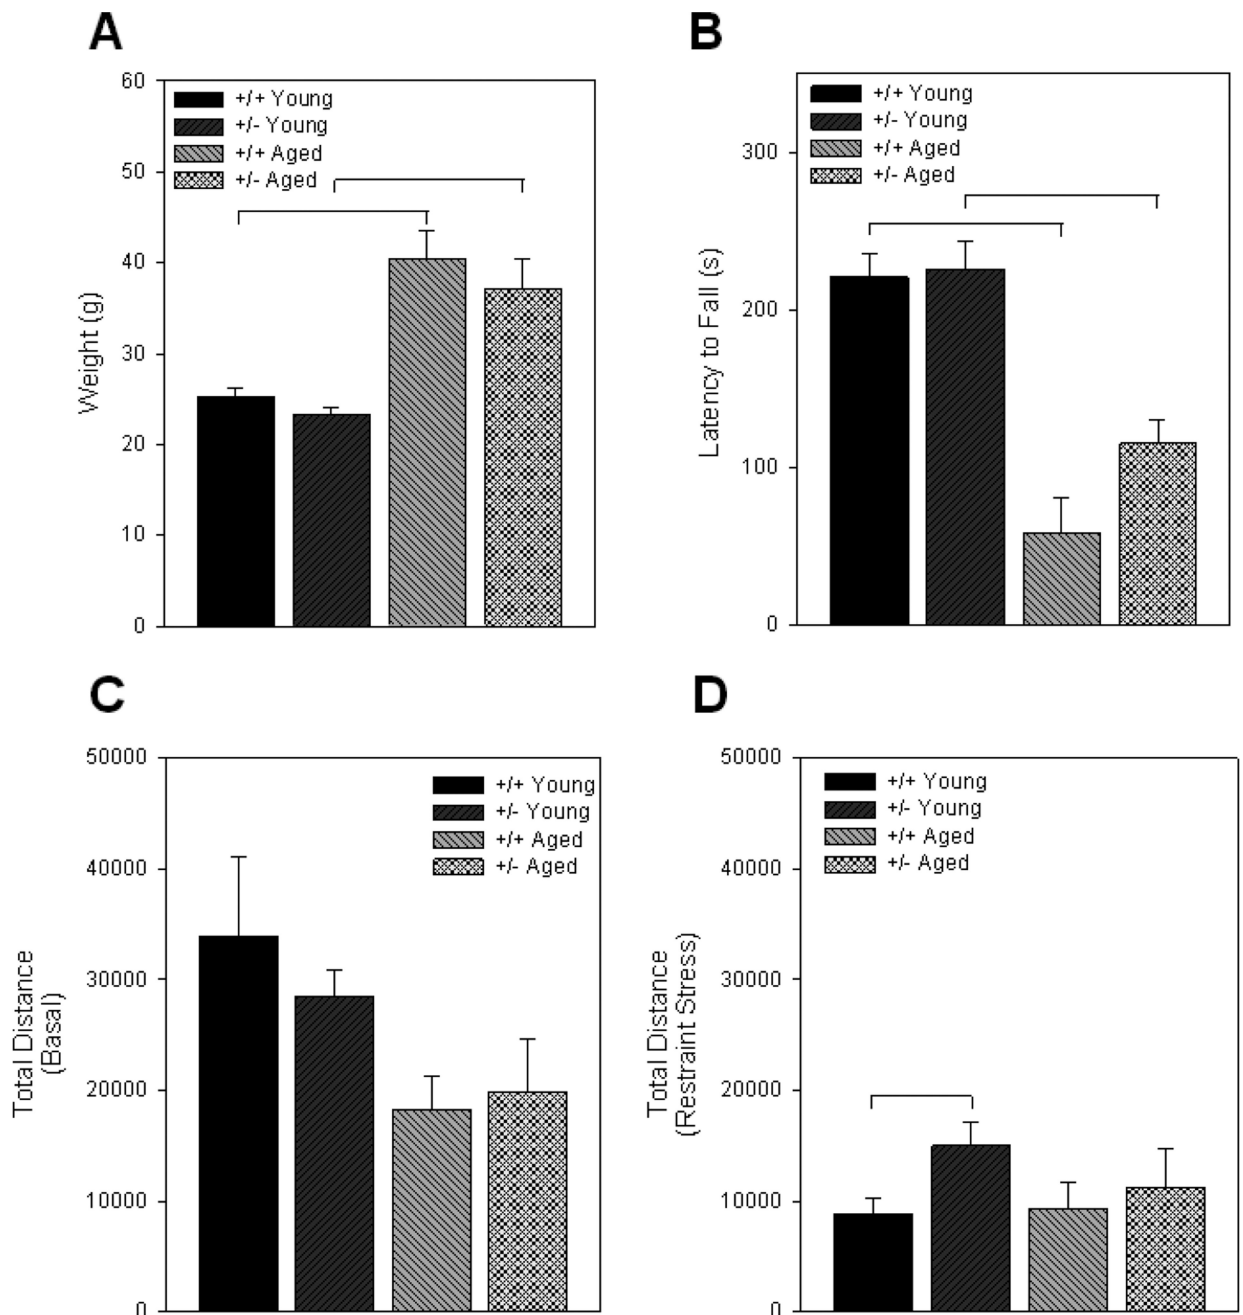 A
60
50
40
30
20
10
0
Weight (g)
+/+ Young
+/- Young
+/+ Aged
+/- Aged
B
300
200
100
0
Latency to Fall (s)
+/+ Young
+/- Young
+/+ Aged
+/- Aged
C
50000
40000
30000
20000
10000
0
Total Distance
(Basal)
+/+ Young
+/- Young
+/+ Aged
+/- Aged
D
50000
40000
30000
20000
10000
0
Total Distance
(Restraint Stress)
+/+ Young
+/- Young
+/+ Aged
+/- Aged